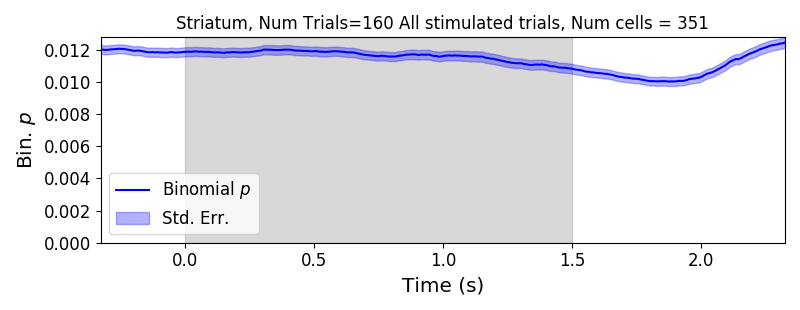 Striatum, Num Trials=160 All stimulated trials, Num cells = 351
Bin. p
0.012
0.010
0.008
0.006
0.004
0.002
0.000
Binomial p
Std. Err.
0.0 0.5 1.0 1.5 2.0
Time (s)